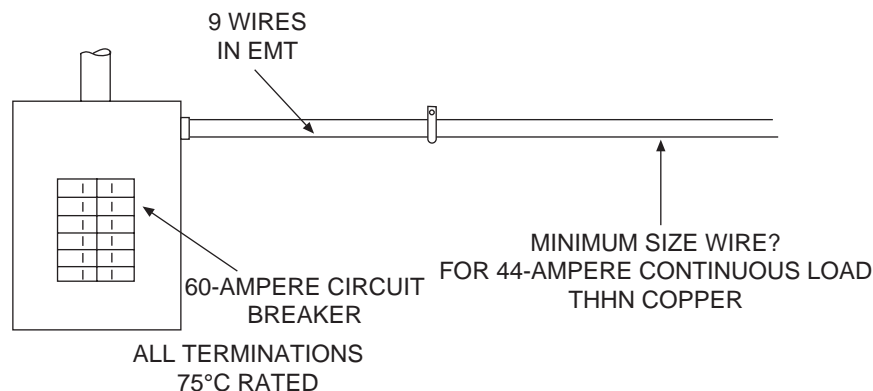 9 WIRES
IN EMT
MINIMUM SIZE WIRE?
FOR 44-AMPERE CONTINUOUS LOAD
THHN COPPER
60-AMPERE CIRCUIT
BREAKER
ALL TERMINATIONS
75°C RATED